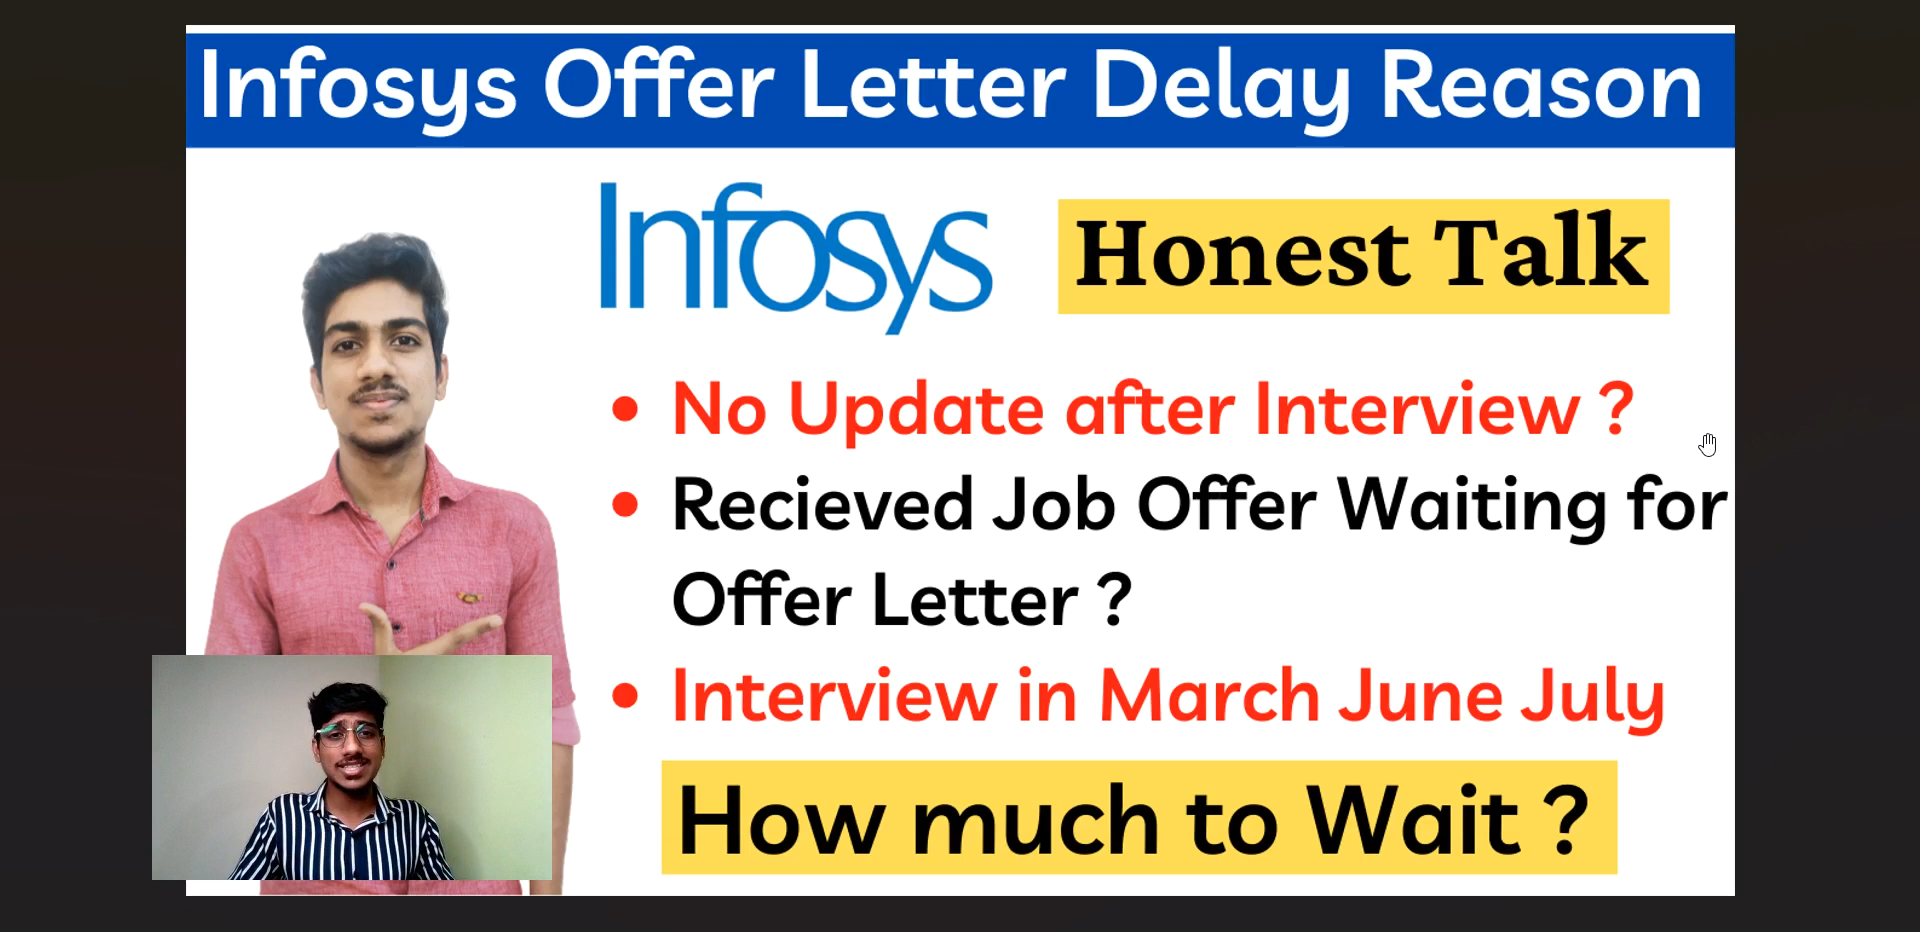 Infosys Offer Letter Delay Reason
Infosys
Honest Talk
• No Update after Interview ?
• Recieved Job Offer Waiting for
Offer Letter ?
• Interview in March June July
How much to Wait ?